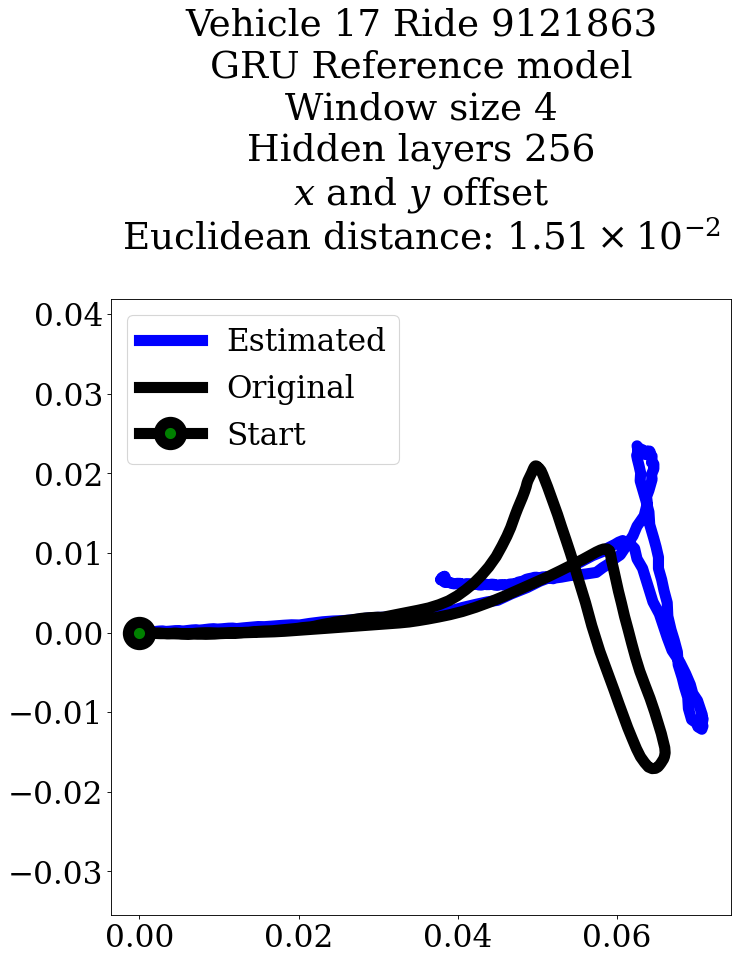 Vehicle 17 Ride 9121863
GRU Reference model
Window size 4
Hidden layers 256
x and y offset
Euclidean distance: 1.51 × 10⁻²
Estimated
Original
Start
0.04
0.03
0.02
0.01
0.00
−0.01
−0.02
−0.03
0.00 0.02 0.04 0.06